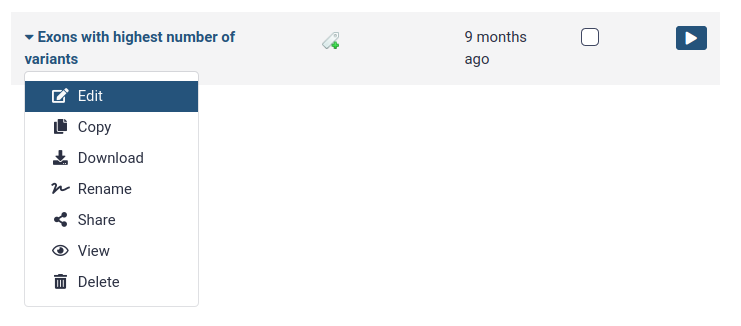 Exons with highest number of
variants
9 months
ago
Edit
Copy
Download
Rename
Share
View
Delete